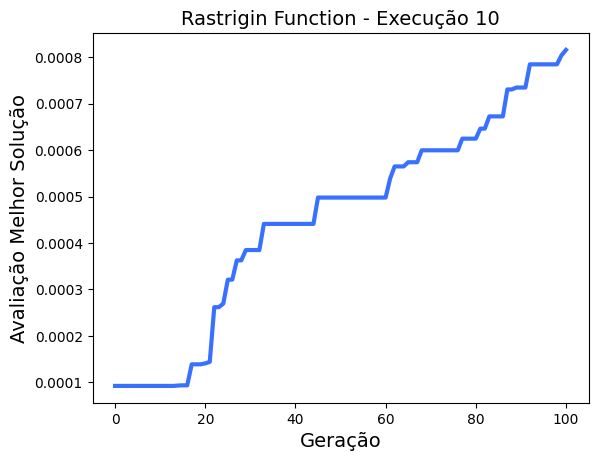 Rastrigin Function - Execução 10
Avaliação Melhor Solução
0.0008
0.0007
0.0006
0.0005
0.0004
0.0003
0.0002
0.0001
0 20 40 60 80 100
Geração